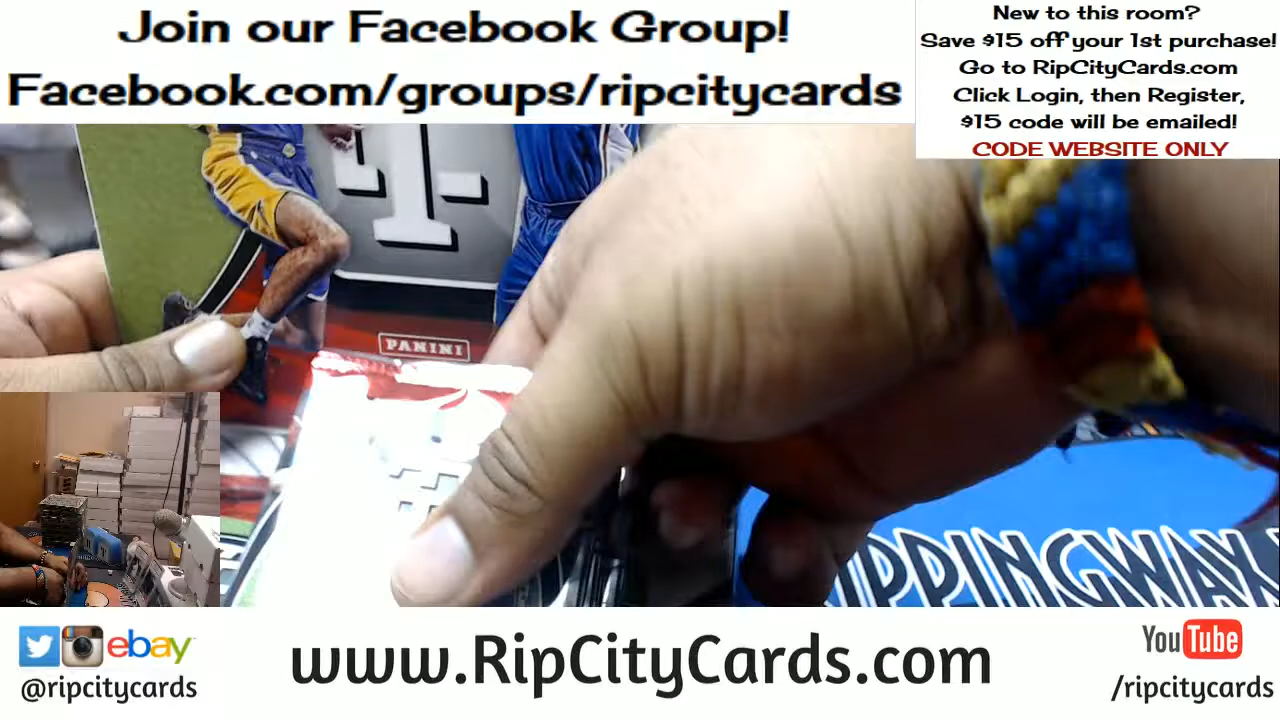 Join our Facebook Group!
Facebook.com/groups/ripcitycards
New to this room?
Save $15 off your 1st purchase!
Go to RipCityCards.com
Click Login, then Register,
$15 code will be emailed!
CODE WEBSITE ONLY
PANINI
ebay
@ripcitycards
www.RipCityCards.com
YouTube
/ripcitycards